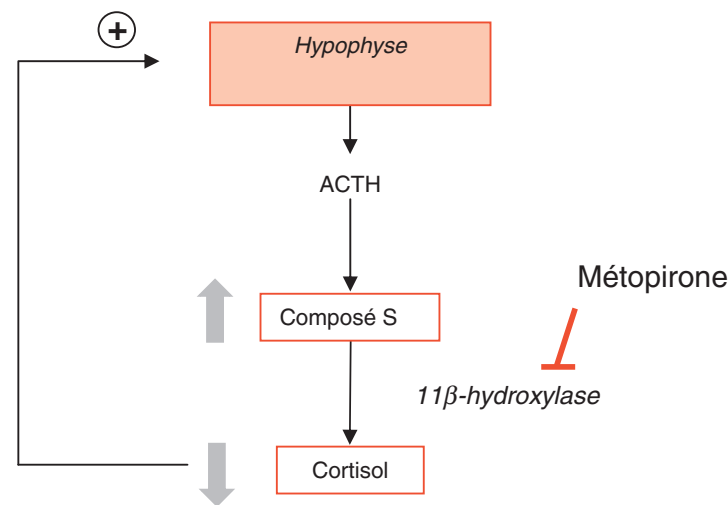 +
Hypophyse
ACTH
Métopirone
Composé S
11β-hydroxylase
Cortisol